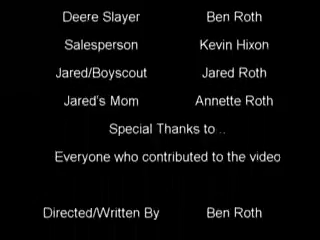 Deere Slayer Ben Roth
Salesperson Kevin Hixon
Jared/Boyscout Jared Roth
Jared's Mom Annette Roth
Special Thanks to ..
Everyone who contributed to the video
Directed/Written By Ben Roth